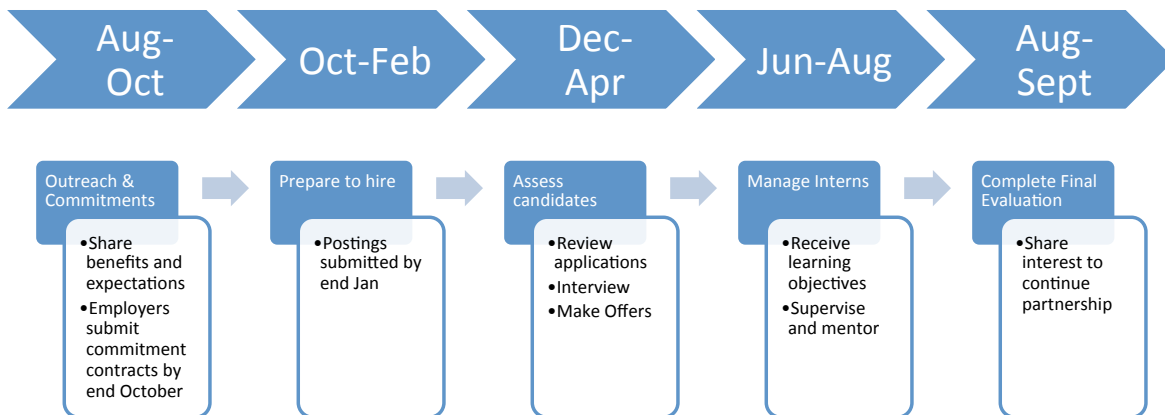 Aug-
Oct
Oct-Feb
Dec-
Apr
Jun-Aug
Aug-
Sept
Outreach &
Commitments
•Share
benefits and
expectations
•Employers
submit
commitment
contracts by
end October
Prepare to hire
•Postings
submitted by
end Jan
Assess
candidates
•Review
applications
•Interview
•Make Offers
Manage Interns
•Receive
learning
objectives
•Supervise
and mentor
Complete Final
Evaluation
•Share
interest to
continue
partnership